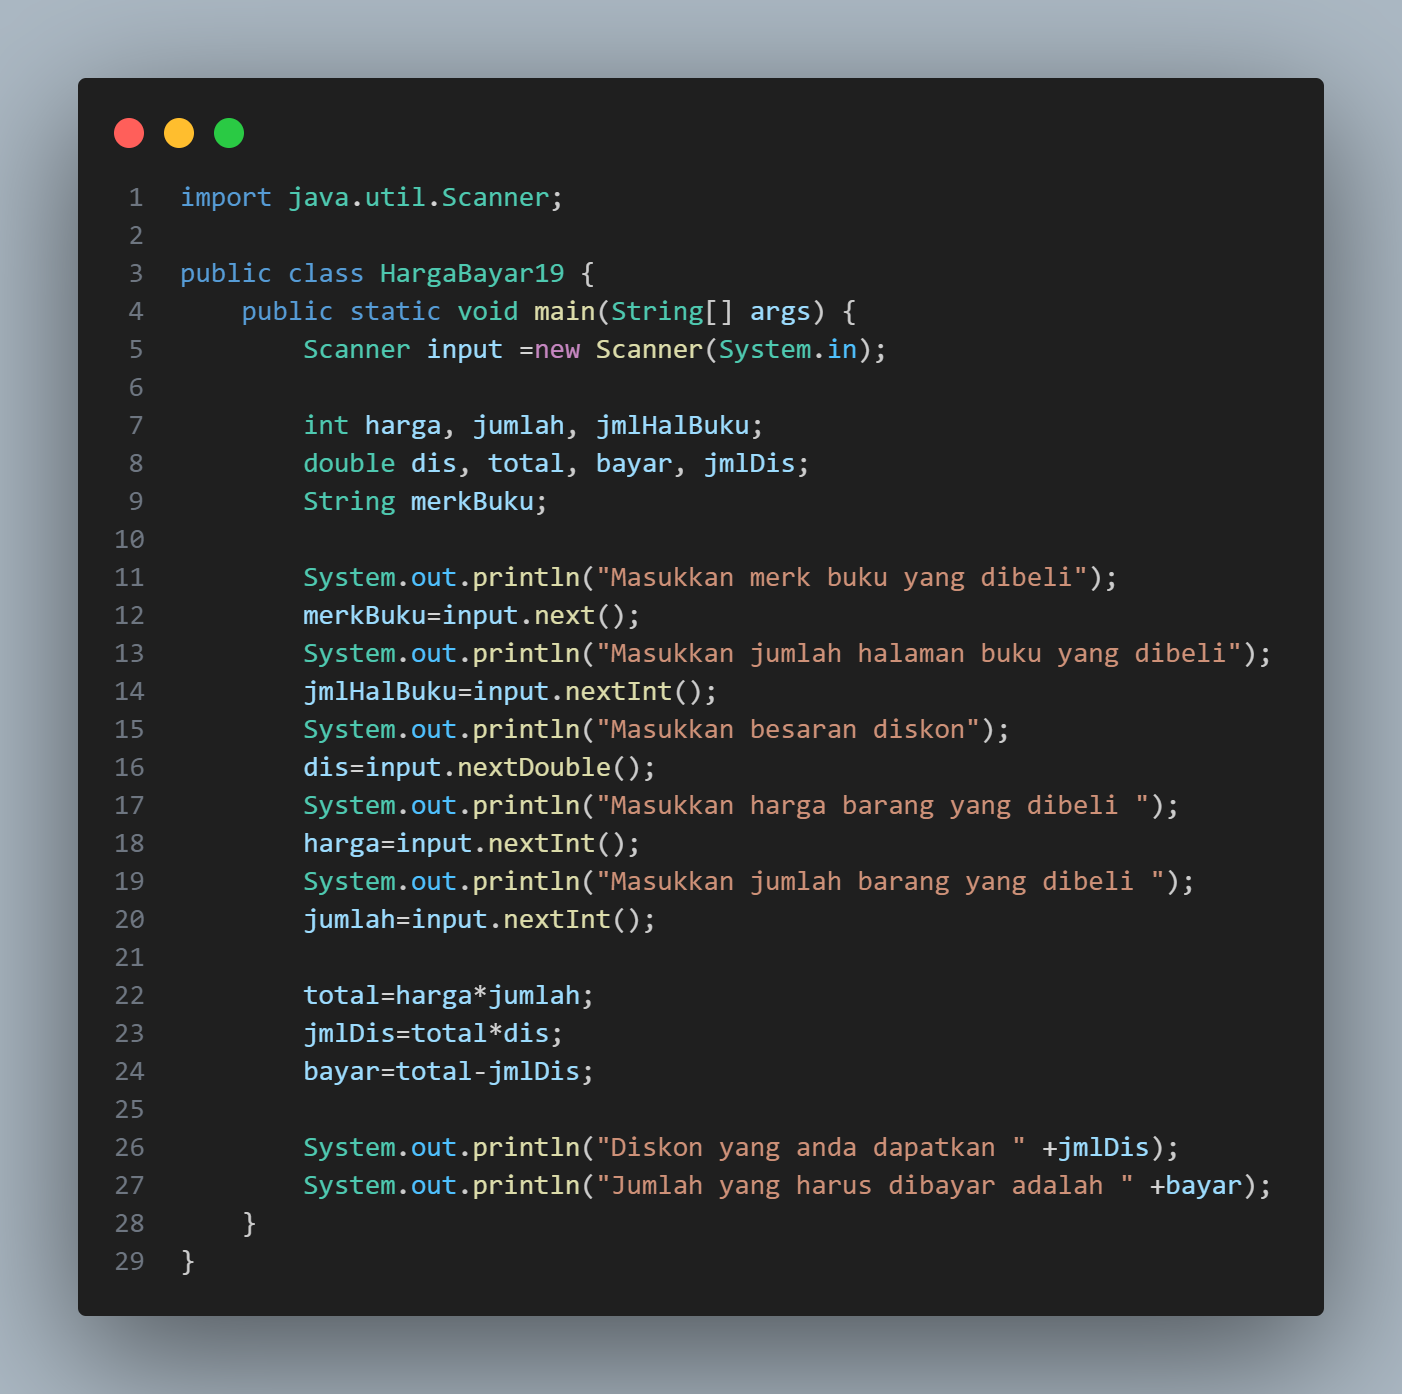 1 import java.util.Scanner;
2
3 public class HargaBayar19 {
4     public static void main(String[] args) {
5         Scanner input =new Scanner(System.in);
6
7         int harga, jumlah, jmlHalBuku;
8         double dis, total, bayar, jmlDis;
9         String merkBuku;
10
11         System.out.println("Masukkan merk buku yang dibeli");
12         merkBuku=input.next();
13         System.out.println("Masukkan jumlah halaman buku yang dibeli");
14         jmlHalBuku=input.nextInt();
15         System.out.println("Masukkan besaran diskon");
16         dis=input.nextDouble();
17         System.out.println("Masukkan harga barang yang dibeli ");
18         harga=input.nextInt();
19         System.out.println("Masukkan jumlah barang yang dibeli ");
20         jumlah=input.nextInt();
21
22         total=harga*jumlah;
23         jmlDis=total*dis;
24         bayar=total-jmlDis;
25
26         System.out.println("Diskon yang anda dapatkan " +jmlDis);
27         System.out.println("Jumlah yang harus dibayar adalah " +bayar);
28     }
29 }